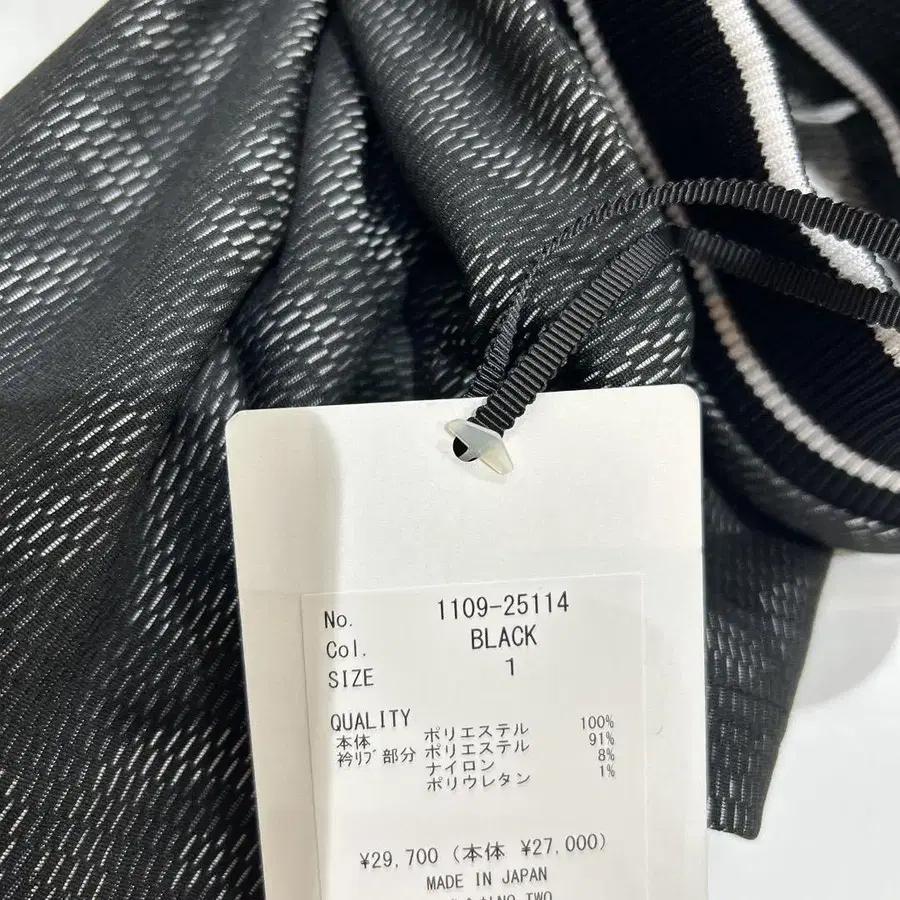 No. 1109-25114
Col. BLACK
SIZE 1
QUALITY
本体 ポリエステル 100%
衿ﾘﾌﾞ部分 ポリエステル 91%
ナイロン 8%
ポリウレタン 1%
¥29,700 (本体 ¥27,000)
MADE IN JAPAN